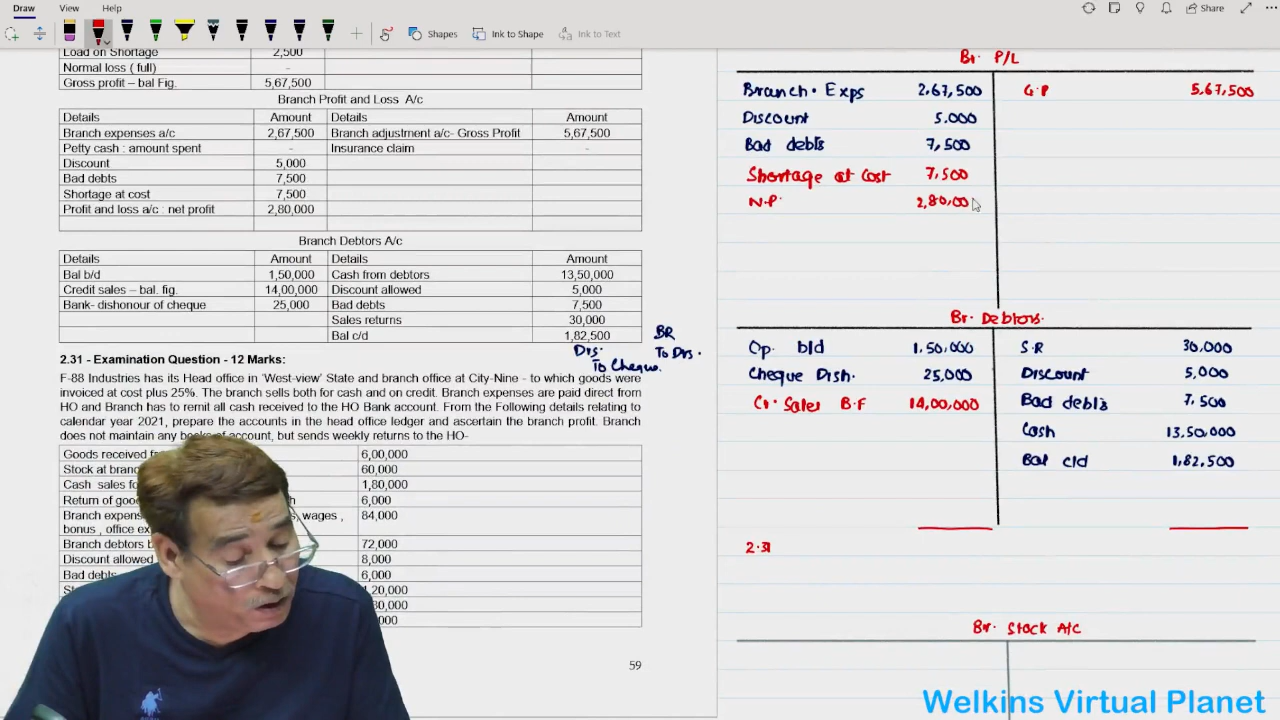 Draw View Help
Shapes Ink to Shape Ink to Text Share
Load on Shortage 2,500
Normal loss ( full) -
Gross profit – bal Fig. 5,67,500
Branch Profit and Loss A/c
Details Amount Details Amount
Branch expenses a/c 2,67,500 Branch adjustment a/c- Gross Profit 5,67,500
Petty cash : amount spent - Insurance claim -
Discount 5,000
Bad debts 7,500
Shortage at cost 7,500
Profit and loss a/c : net profit 2,80,000
Branch Debtors A/c
Details Amount Details Amount
Bal b/d 1,50,000 Cash from debtors 13,50,000
Credit sales – bal. fig. 14,00,000 Discount allowed 5,000
Bank- dishonour of cheque 25,000 Bad debts 7,500
Sales returns 30,000
Bal c/d 1,82,500
BR
Drs. To Drs.
To Cheque.
2.31 - Examination Question - 12 Marks:
F-88 Industries has its Head office in 'West-view' State and branch office at City-Nine - to which goods were
invoiced at cost plus 25%. The branch sells both for cash and on credit. Branch expenses are paid direct from
HO and Branch has to remit all cash received to the HO Bank account. From the Following details relating to
calendar year 2021, prepare the accounts in the head office ledger and ascertain the branch profit. Branch
does not maintain any books of account, but sends weekly returns to the HO-
Goods received 6,00,000
Stock at branch 60,000
Cash sales 1,80,000
Return of 6,000
Branch wages , 84,000
bonus , office
Branch debtors 72,000
Discount allowed 8,000
Bad debts 6,000
1,20,000
59
Br. P/L
Branch. Exps 2,67,500 G.P 5,67,500
Discount 5.000
Bad debts 7,500
Shortage at Cost 7,500
N.P. 2,80,00
Br. Debtors.
Op. b/d 1,50,000 S.R 30,000
Cheque Dish. 25,000 Discount 5,000
Cr. Sales B.F 14,00,000 Bad debts 7,500
Cash 13,50,000
Bal c/d 1,82,500
2.31
Br. Stock A/C
Welkins Virtual Planet